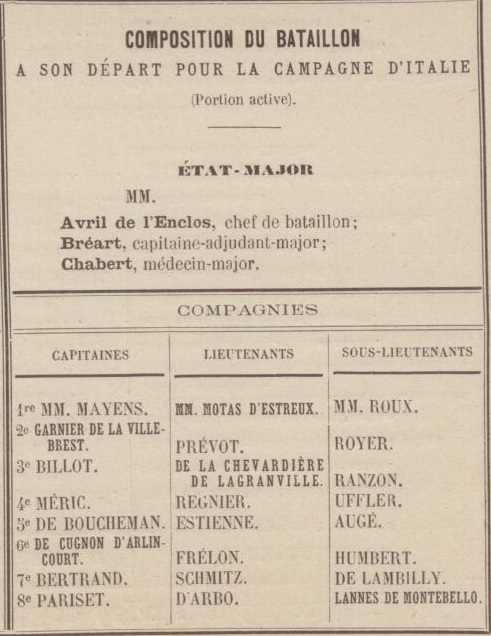 COMPOSITION DU BATAILLON
A SON DÉPART POUR LA CAMPAGNE D'ITALIE
(Portion active).
ÉTAT-MAJOR
MM.
Avril de l'Enclos, chef de bataillon;
Bréart, capitaine-adjudant-major;
Chabert, médecin-major.
COMPAGNIES
CAPITAINES LIEUTENANTS SOUS-LIEUTENANTS
1re MM. MAYENS. MM. MOTAS D'ESTREUX. MM. ROUX.
2e GARNIER DE LA VILLE-
BREST. PRÉVOT. ROYER.
3e BILLOT. DE LA CHEVARDIÈRE
DE LAGRANVILLE. RANZON.
4e MÉRIC. REGNIER. UFFLER.
5e DE BOUCHEMAN. ESTIENNE. AUGÉ.
6e DE CUGNON D'ARLIN-
COURT. FRÉLON. HUMBERT.
7e BERTRAND. SCHMITZ. DE LAMBILLY.
8e PARISET. D'ARBO. LANNES DE MONTEBELLO.